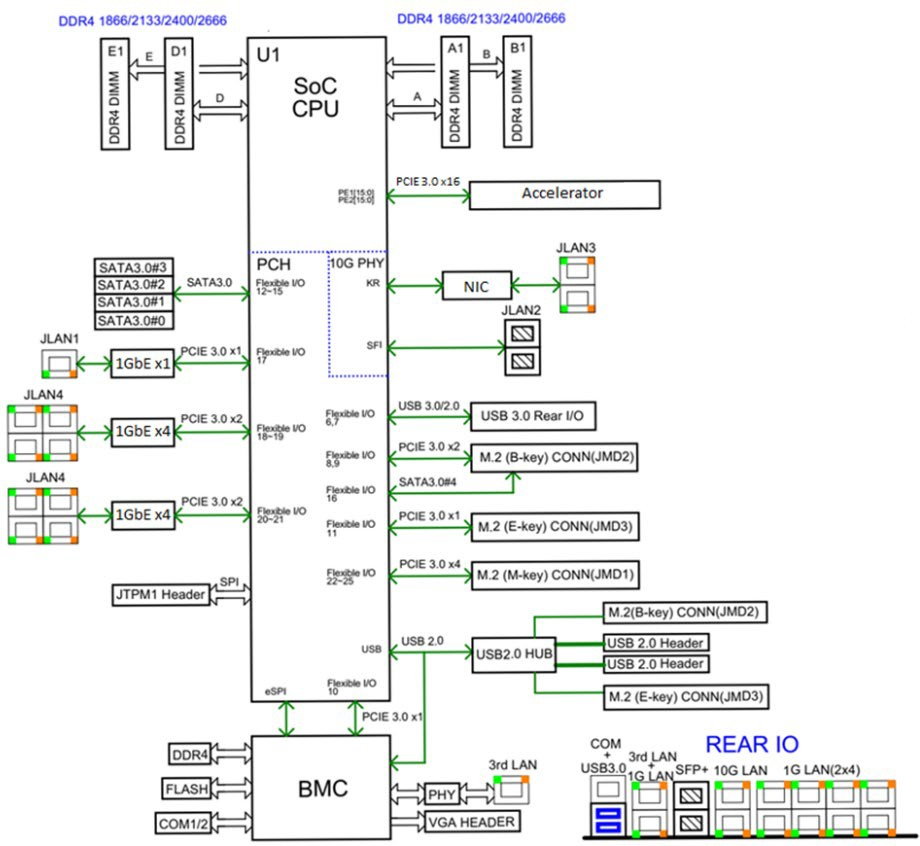 DDR4 1866/2133/2400/2666
DDR4 1866/2133/2400/2666
E1
DDR4 DIMM
E
D1
DDR4 DIMM
D
U1
SoC
CPU
A
A1
DDR4 DIMM
B
B1
DDR4 DIMM
PE1[15:0]
PE2[15:0]
PCIE 3.0 x16
Accelerator
SATA3.0#3
SATA3.0#2
SATA3.0#1
SATA3.0#0
SATA3.0
PCH
Flexible I/O
12~15
10G PHY
KR
NIC
JLAN3
SFI
JLAN2
JLAN1
1GbE x1
PCIE 3.0 x1
Flexible I/O
17
JLAN4
1GbE x4
PCIE 3.0 x2
Flexible I/O
18~19
JLAN4
1GbE x4
PCIE 3.0 x2
Flexible I/O
20~21
Flexible I/O
6,7
USB 3.0/2.0
USB 3.0 Rear I/O
Flexible I/O
8,9
PCIE 3.0 x2
M.2 (B-key) CONN(JMD2)
Flexible I/O
16
SATA3.0#4
Flexible I/O
11
PCIE 3.0 x1
M.2 (E-key) CONN(JMD3)
Flexible I/O
22~25
PCIE 3.0 x4
M.2 (M-key) CONN(JMD1)
JTPM1 Header
SPI
USB
USB 2.0
USB2.0 HUB
M.2(B-key) CONN(JMD2)
USB 2.0 Header
USB 2.0 Header
M.2 (E-key) CONN(JMD3)
eSPI
Flexible I/O
10
PCIE 3.0 x1
DDR4
FLASH
COM1/2
BMC
PHY
3rd LAN
VGA HEADER
REAR IO
COM
+
USB3.0
3rd LAN
+
1G LAN
SFP+
10G LAN
1G LAN(2x4)